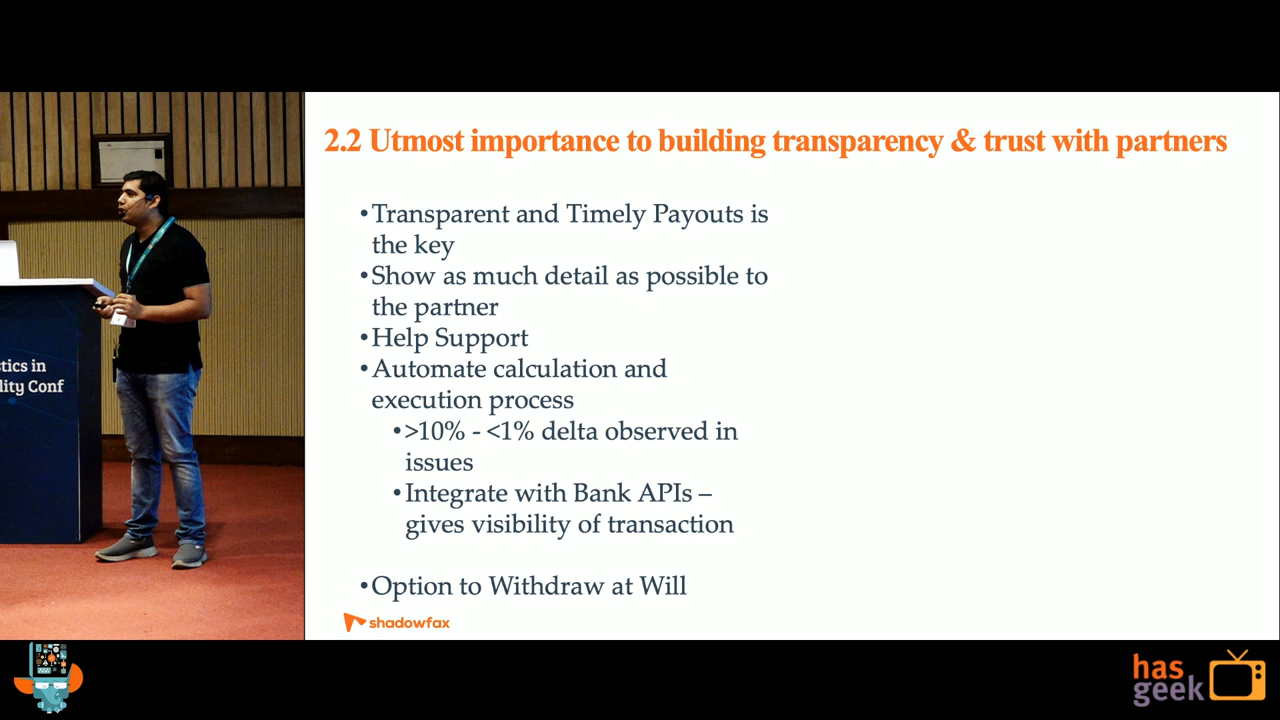 2.2 Utmost importance to building transparency & trust with partners
•Transparent and Timely Payouts is
the key
•Show as much detail as possible to
the partner
•Help Support
•Automate calculation and
execution process
•>10% - <1% delta observed in
issues
•Integrate with Bank APIs –
gives visibility of transaction
•Option to Withdraw at Will
shadowfax
stics in
lity Conf
has
geek